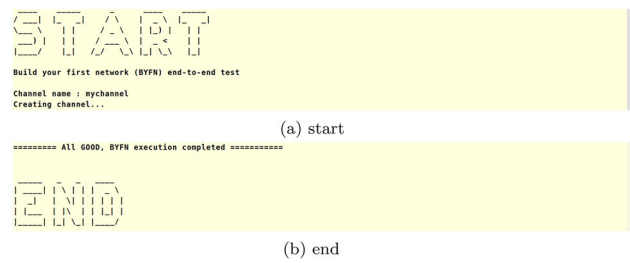 START
Build your first network (BYFN) end-to-end test
Channel name : mychannel
Creating channel...
(a) start
========= All GOOD, BYFN execution completed ===========
END
(b) end